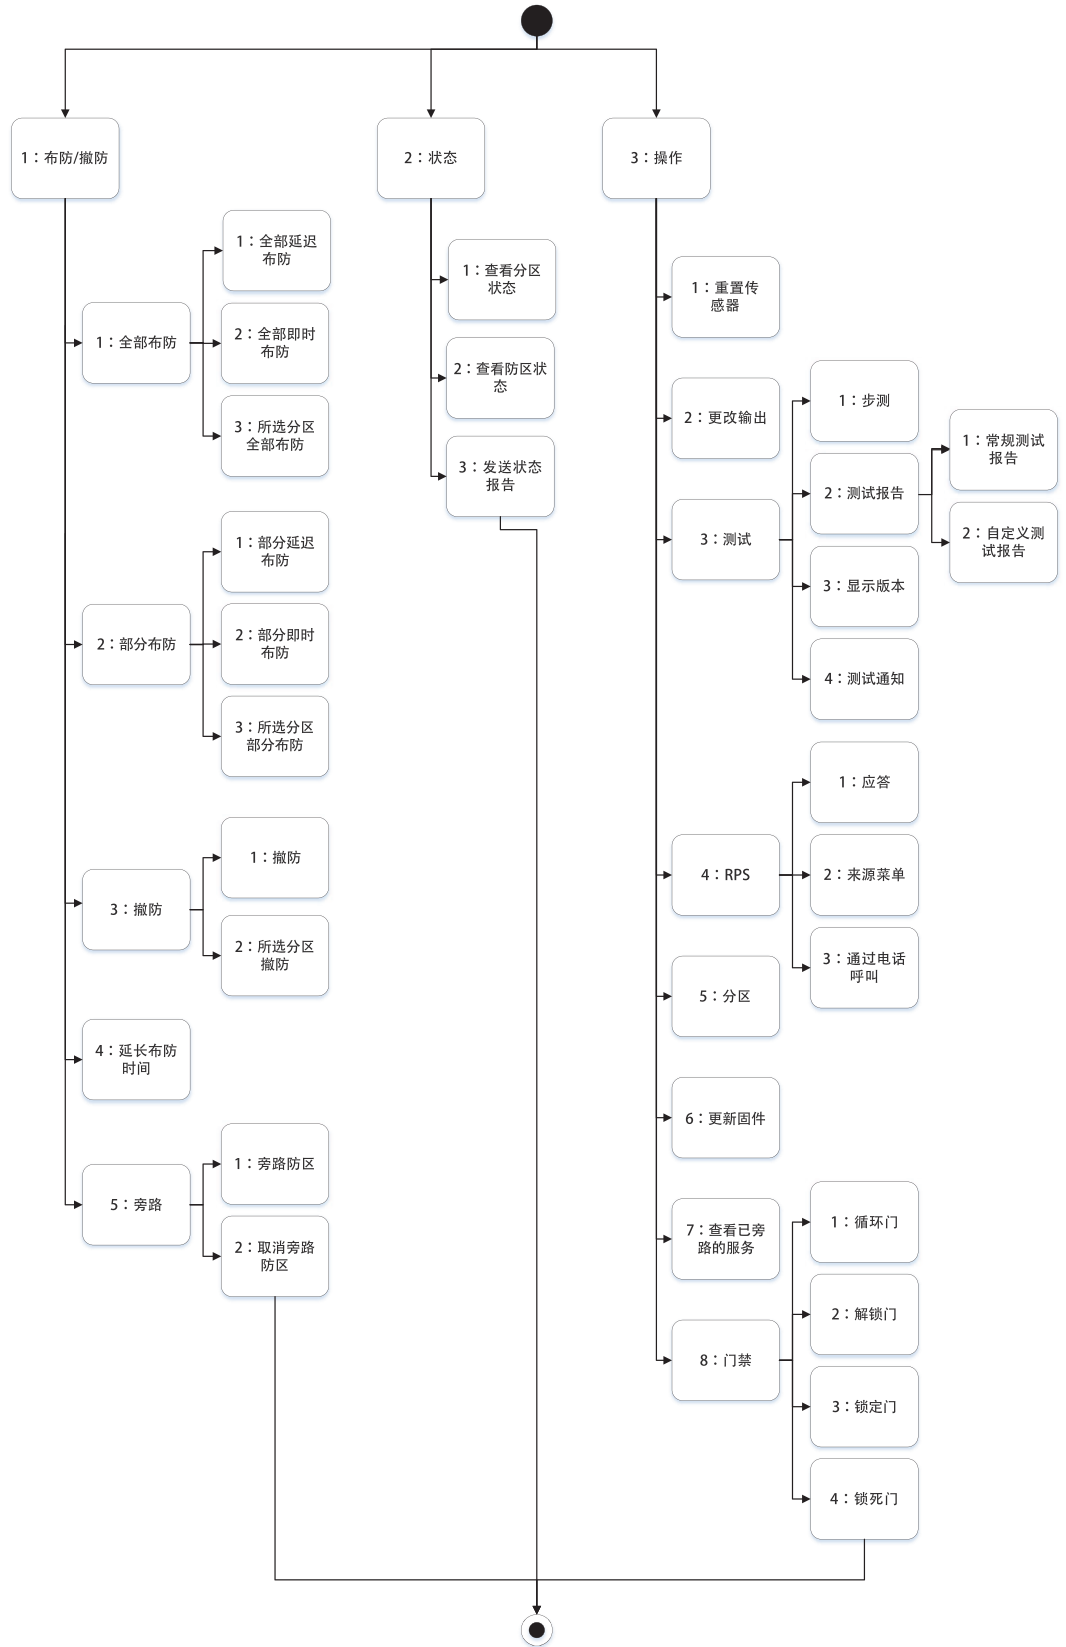 1：布防/撤防
2：状态
3：操作
1：全部布防
1：全部延迟
布防
2：全部即时
布防
3：所选分区
全部布防
2：部分布防
1：部分延迟
布防
2：部分即时
布防
3：所选分区
部分布防
3：撤防
1：撤防
2：所选分区
撤防
4：延长布防
时间
5：旁路
1：旁路防区
2：取消旁路
防区
1：查看分区
状态
2：查看防区状
态
3：发送状态
报告
1：重置传
感器
2：更改输出
3：测试
1：步测
2：测试报告
1：常规测试
报告
2：自定义测
试报告
3：显示版本
4：测试通知
4：RPS
1：应答
2：来源菜单
3：通过电话
呼叫
5：分区
6：更新固件
7：查看已旁
路的服务
8：门禁
1：循环门
2：解锁门
3：锁定门
4：锁死门